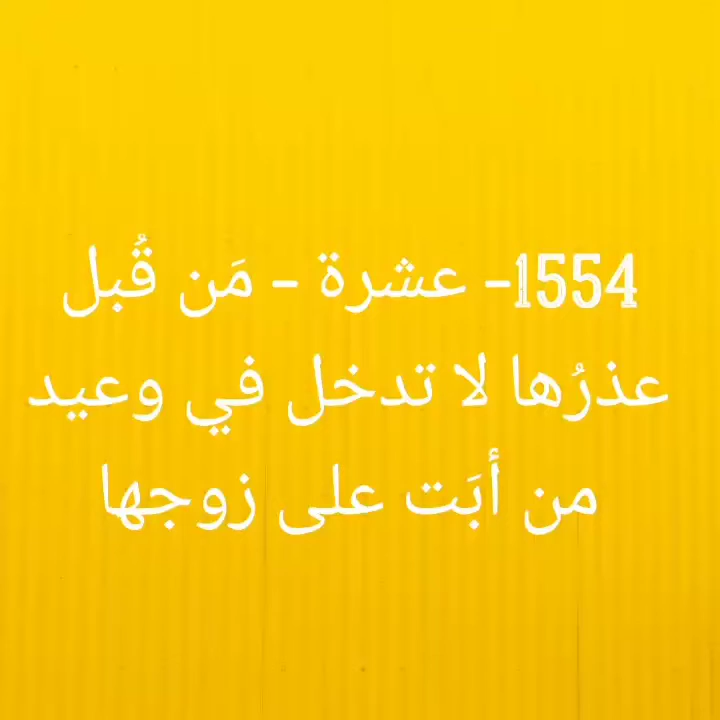 1554- عشرة - مَن قُبل
عذرُها لا تدخل في وعيد
من أبَت على زوجها